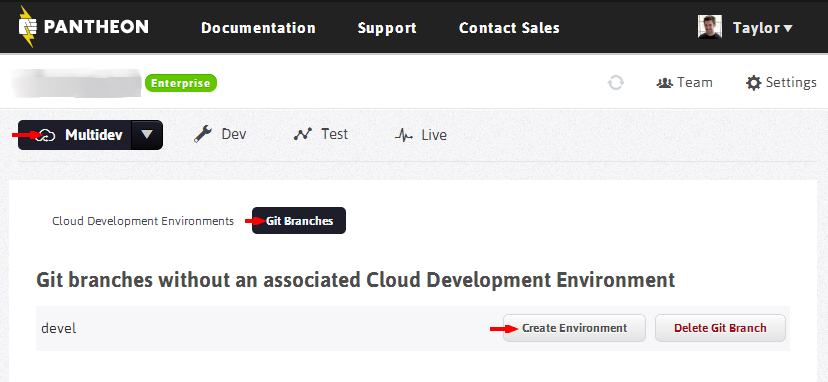 PANTHEON Documentation Support Contact Sales Taylor
Enterprise Team Settings
Multidev Dev Test Live
Cloud Development Environments Git Branches
Git branches without an associated Cloud Development Environment
devel Create Environment Delete Git Branch